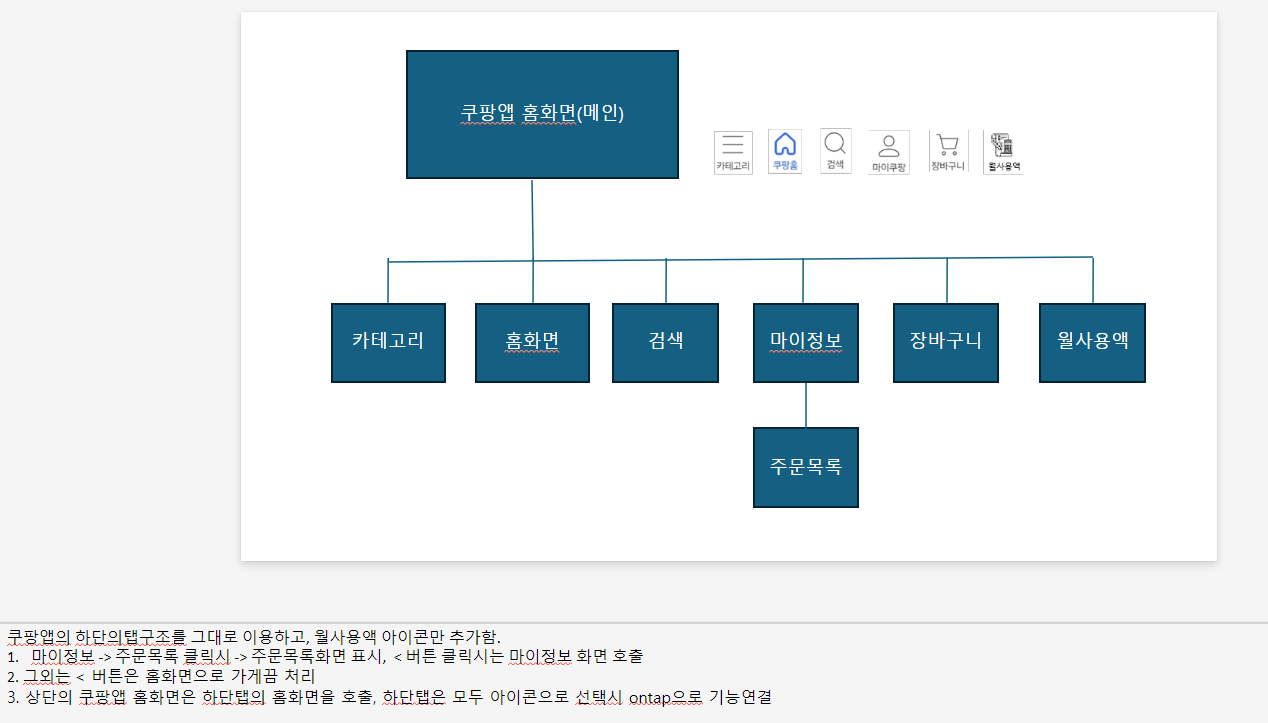 쿠팡앱 홈화면(메인)
카테고리
쿠팡홈
검색
마이쿠팡
장바구니
월사용액
카테고리
홈화면
검색
마이정보
장바구니
월사용액
주문목록
쿠팡앱의 하단의탭구조를 그대로 이용하고, 월사용액 아이콘만 추가함.
1. 마이정보 -> 주문목록 클릭시 -> 주문목록화면 표시, < 버튼 클릭시는 마이정보 화면 호출
2. 그외는 < 버튼은 홈화면으로 가게끔 처리
3. 상단의 쿠팡앱 홈화면은 하단탭의 홈화면을 호출, 하단탭은 모두 아이콘으로 선택시 ontap으로 기능연결